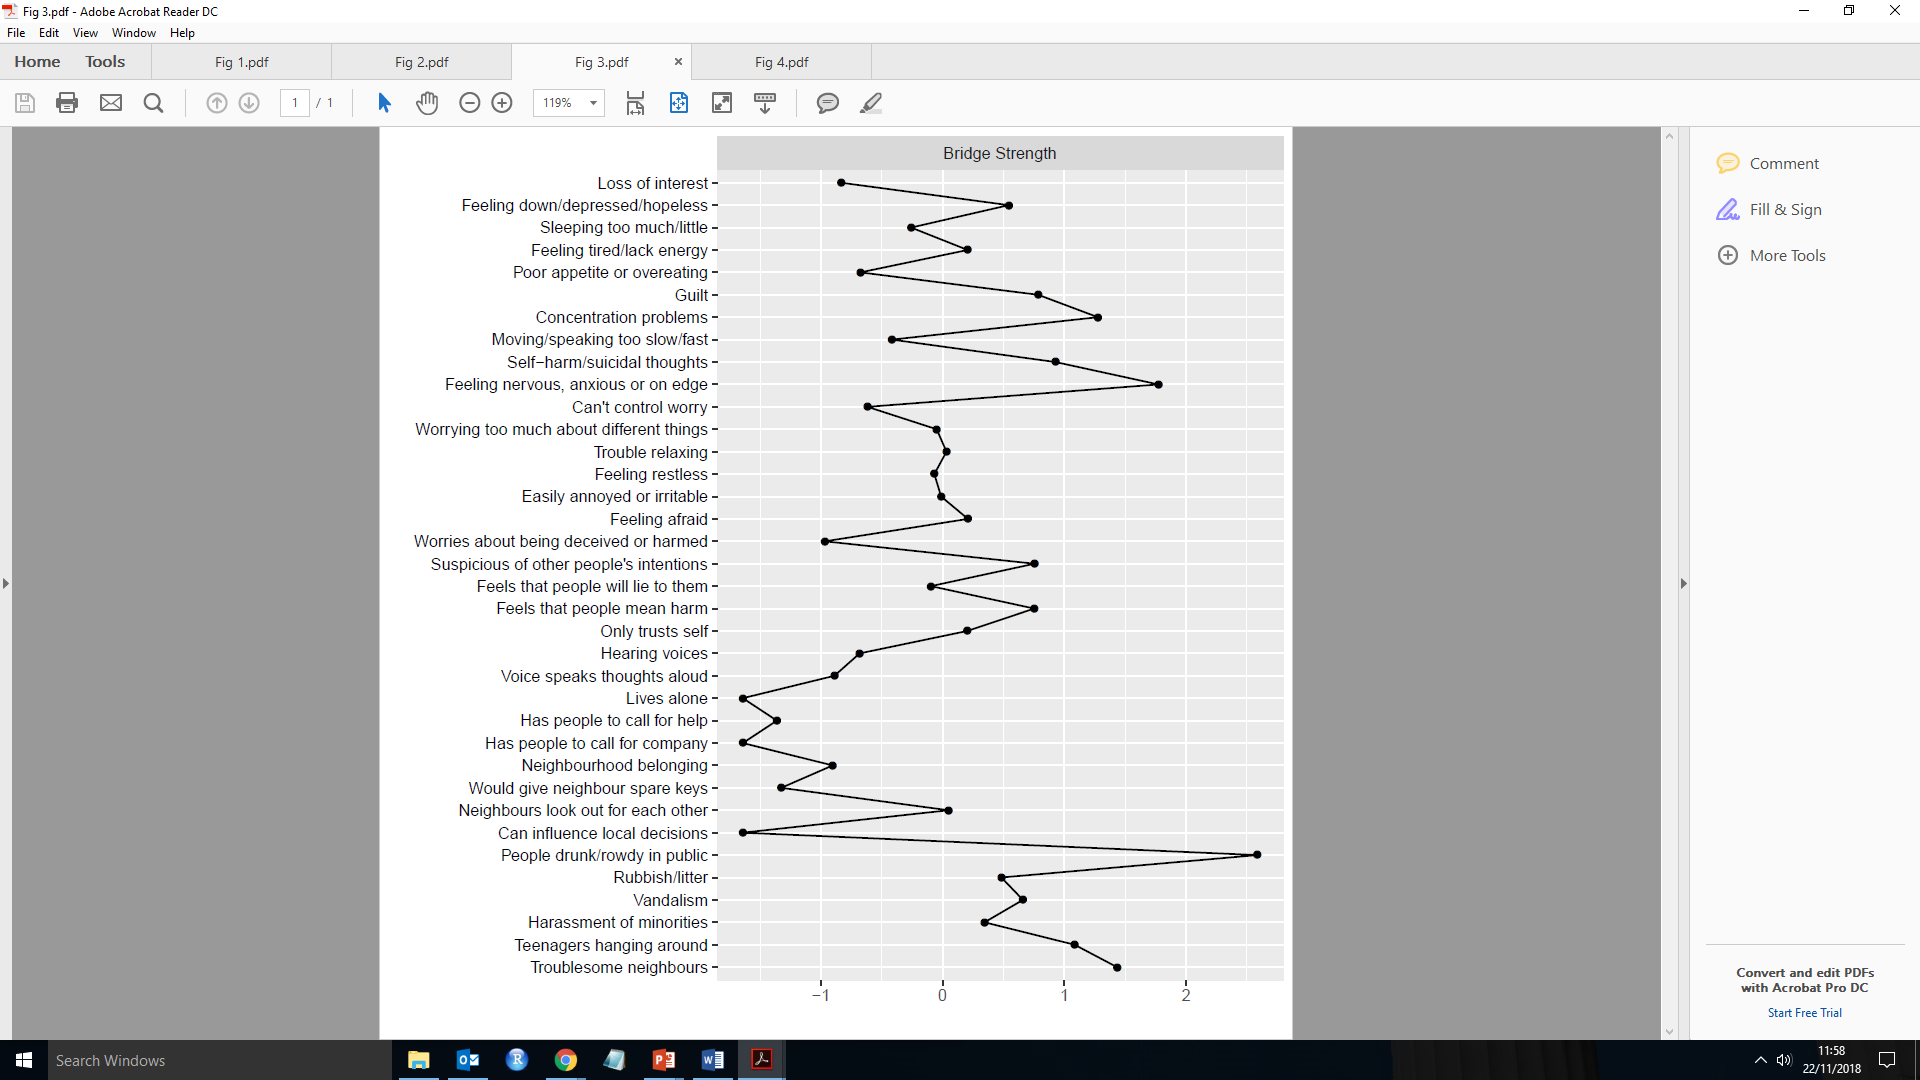 Fig 3.pdf - Adobe Acrobat Reader DC
File Edit View Window Help
Home Tools Fig 1.pdf Fig 2.pdf Fig 3.pdf × Fig 4.pdf
1 / 1 119%
Bridge Strength
Loss of interest
Feeling down/depressed/hopeless
Sleeping too much/little
Feeling tired/lack energy
Poor appetite or overeating
Guilt
Concentration problems
Moving/speaking too slow/fast
Self−harm/suicidal thoughts
Feeling nervous, anxious or on edge
Can't control worry
Worrying too much about different things
Trouble relaxing
Feeling restless
Easily annoyed or irritable
Feeling afraid
Worries about being deceived or harmed
Suspicious of other people's intentions
Feels that people will lie to them
Feels that people mean harm
Only trusts self
Hearing voices
Voice speaks thoughts aloud
Lives alone
Has people to call for help
Has people to call for company
Neighbourhood belonging
Would give neighbour spare keys
Neighbours look out for each other
Can influence local decisions
People drunk/rowdy in public
Rubbish/litter
Vandalism
Harassment of minorities
Teenagers hanging around
Troublesome neighbours
−1 0 1 2
Comment
Fill & Sign
More Tools
Convert and edit PDFs
with Acrobat Pro DC
Start Free Trial
Search Windows
11:58
22/11/2018